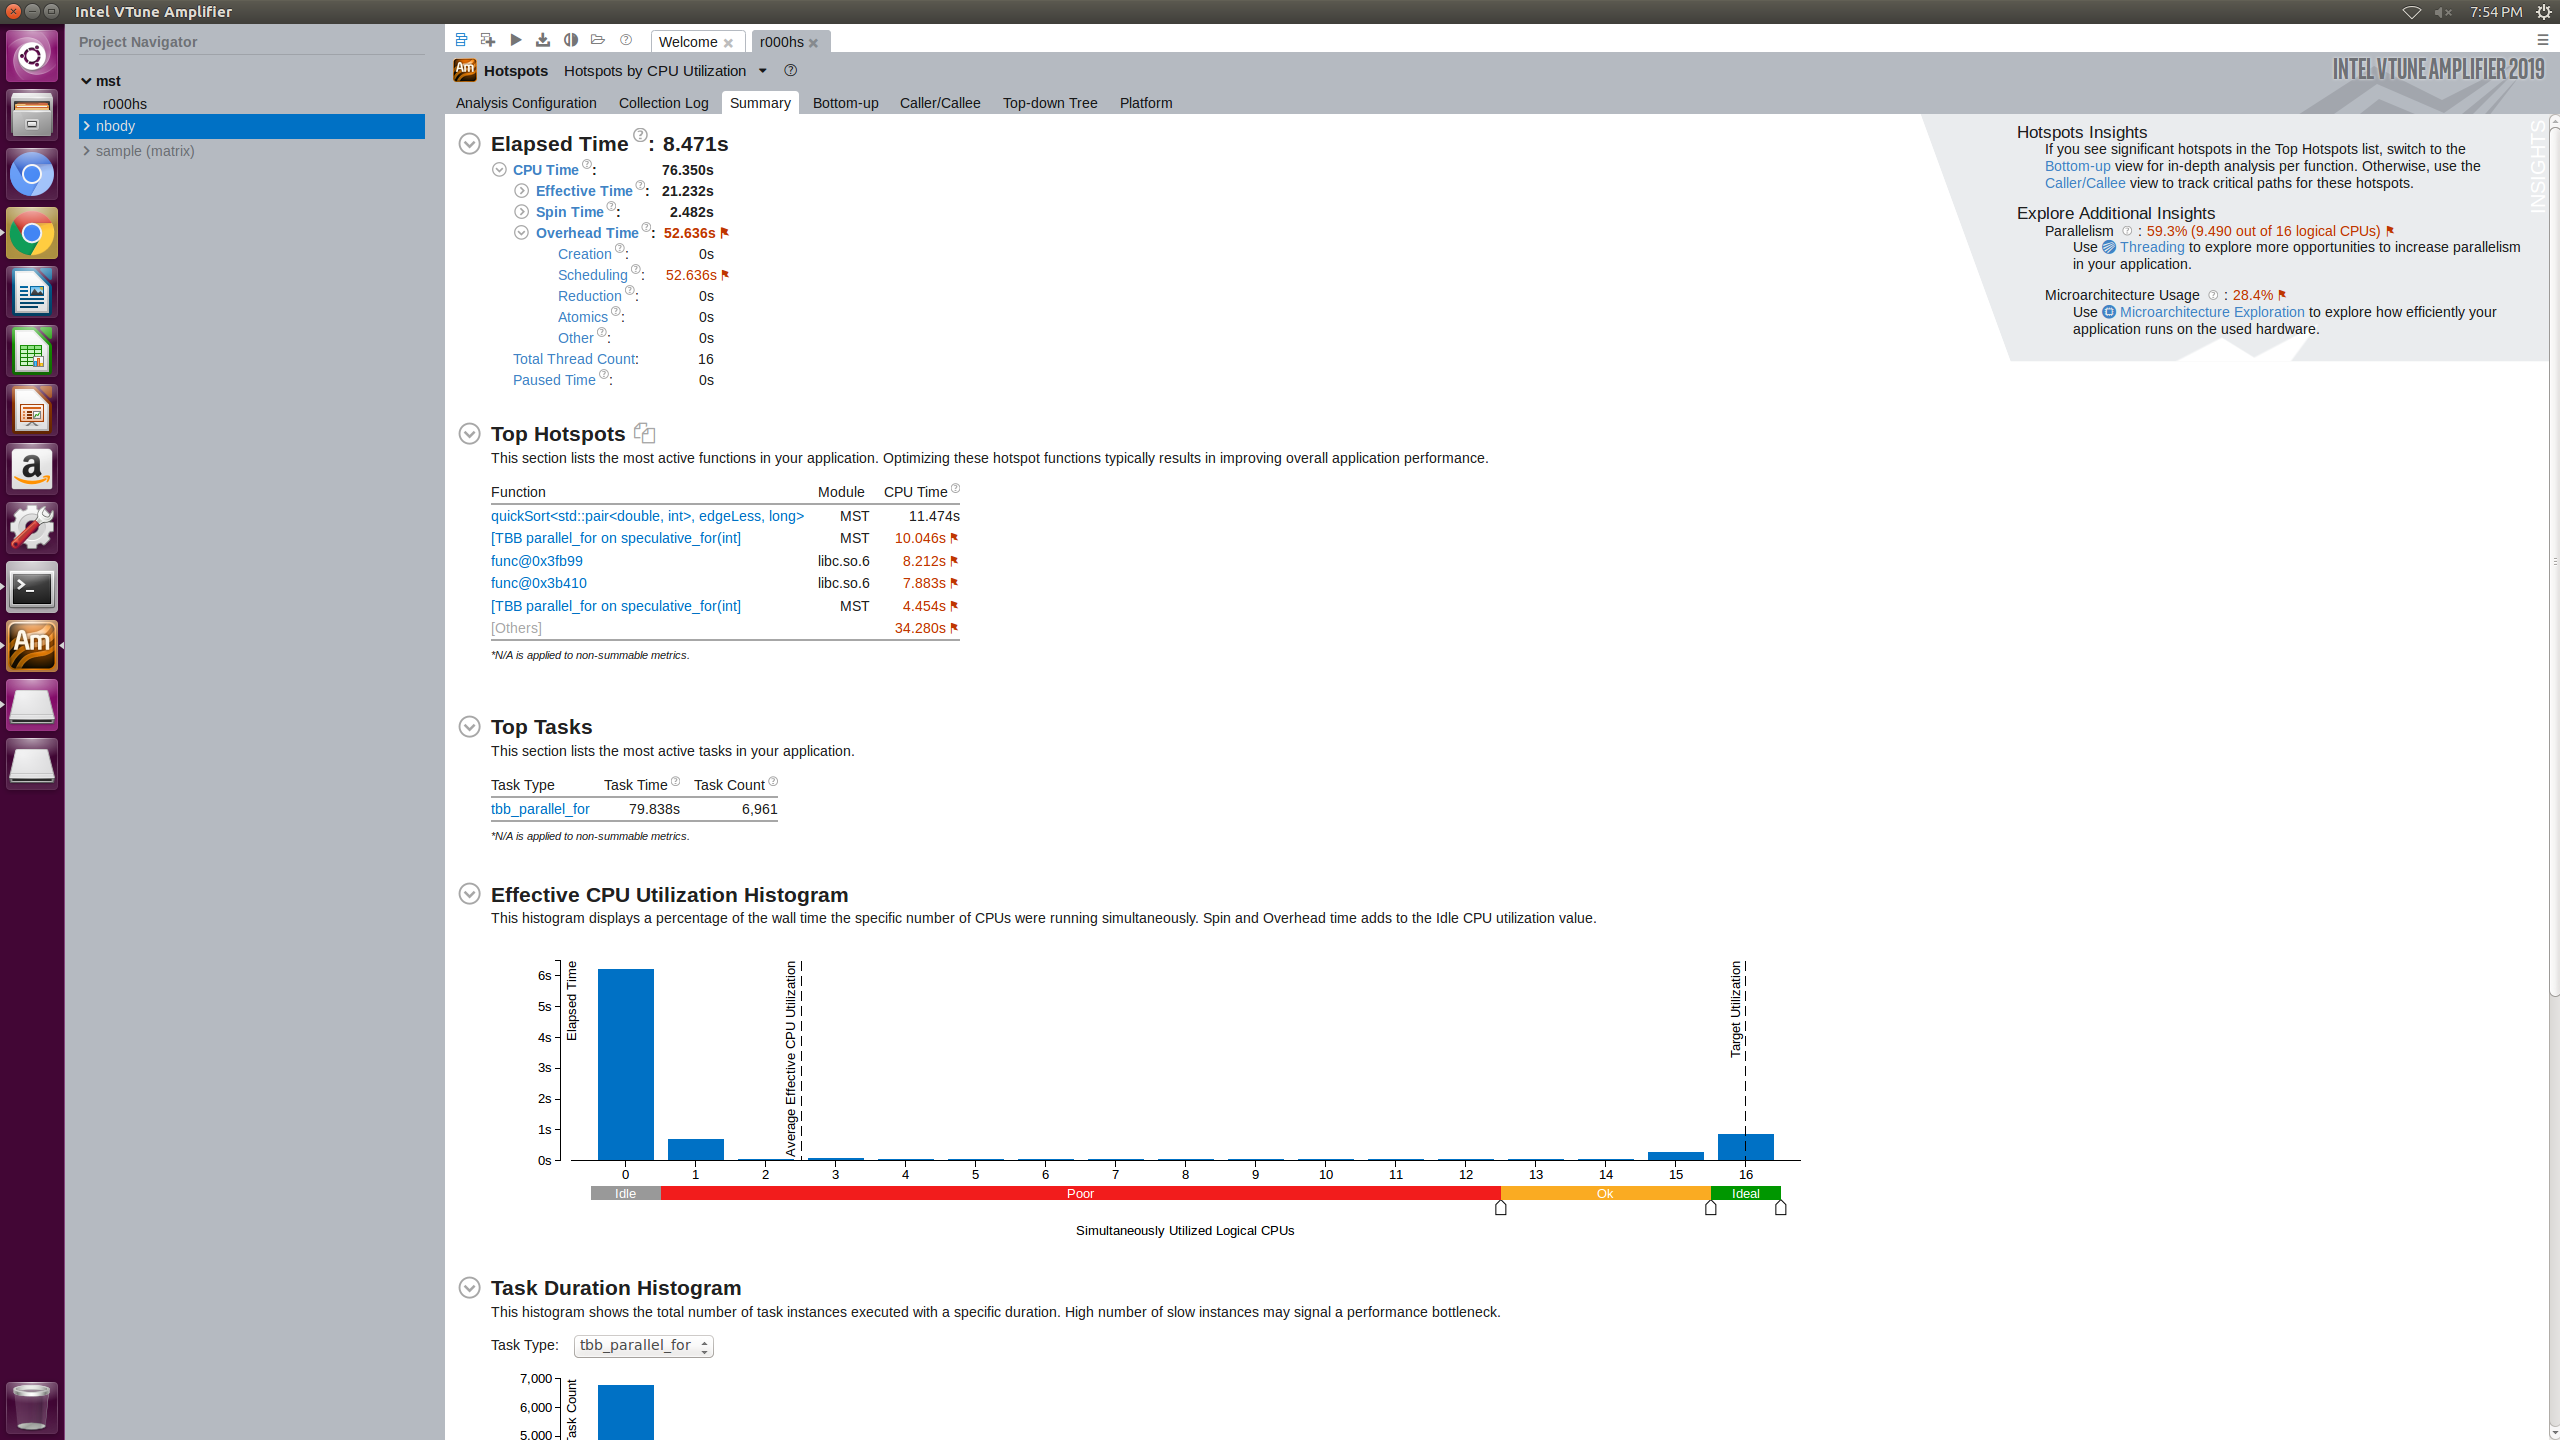 Intel VTune Amplifier
7:54 PM
Project Navigator
mst
r000hs
nbody
sample (matrix)
Welcome
r000hs
Hotspots Hotspots by CPU Utilization
INTEL VTUNE AMPLIFIER 2019
Analysis Configuration Collection Log Summary Bottom-up Caller/Callee Top-down Tree Platform
Elapsed Time : 8.471s
CPU Time : 76.350s
Effective Time : 21.232s
Spin Time : 2.482s
Overhead Time : 52.636s
Creation : 0s
Scheduling : 52.636s
Reduction : 0s
Atomics : 0s
Other : 0s
Total Thread Count: 16
Paused Time : 0s
Hotspots Insights
If you see significant hotspots in the Top Hotspots list, switch to the
Bottom-up view for in-depth analysis per function. Otherwise, use the
Caller/Callee view to track critical paths for these hotspots.
Explore Additional Insights
Parallelism : 59.3% (9.490 out of 16 logical CPUs)
Use Threading to explore more opportunities to increase parallelism
in your application.
Microarchitecture Usage : 28.4%
Use Microarchitecture Exploration to explore how efficiently your
application runs on the used hardware.
INSIGHTS
Top Hotspots
This section lists the most active functions in your application. Optimizing these hotspot functions typically results in improving overall application performance.
Function Module CPU Time
quickSort<std::pair<double, int>, edgeLess, long> MST 11.474s
[TBB parallel_for on speculative_for(int] MST 10.046s
func@0x3fb99 libc.so.6 8.212s
func@0x3b410 libc.so.6 7.883s
[TBB parallel_for on speculative_for(int] MST 4.454s
[Others] 34.280s
*N/A is applied to non-summable metrics.
Top Tasks
This section lists the most active tasks in your application.
Task Type Task Time Task Count
tbb_parallel_for 79.838s 6,961
*N/A is applied to non-summable metrics.
Effective CPU Utilization Histogram
This histogram displays a percentage of the wall time the specific number of CPUs were running simultaneously. Spin and Overhead time adds to the Idle CPU utilization value.
Elapsed Time
Average Effective CPU Utilization
Target Utilization
6s
5s
4s
3s
2s
1s
0s
0 1 2 3 4 5 6 7 8 9 10 11 12 13 14 15 16
Idle Poor Ok Ideal
Simultaneously Utilized Logical CPUs
Task Duration Histogram
This histogram shows the total number of task instances executed with a specific duration. High number of slow instances may signal a performance bottleneck.
Task Type: tbb_parallel_for
7,000
6,000
5,000
Task Count
Am
Am
a